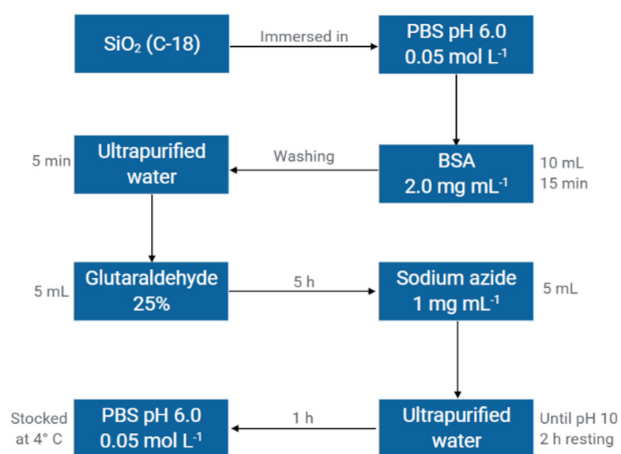 SiO₂ (C-18)
Immersed in
PBS pH 6.0
0.05 mol L⁻¹
5 min
Ultrapurified
water
Washing
BSA
2.0 mg mL⁻¹
10 mL
15 min
5 mL
Glutaraldehyde
25%
5 h
Sodium azide
1 mg mL⁻¹
5 mL
Stocked
at 4° C
PBS pH 6.0
0.05 mol L⁻¹
1 h
Ultrapurified
water
Until pH 10
2 h resting